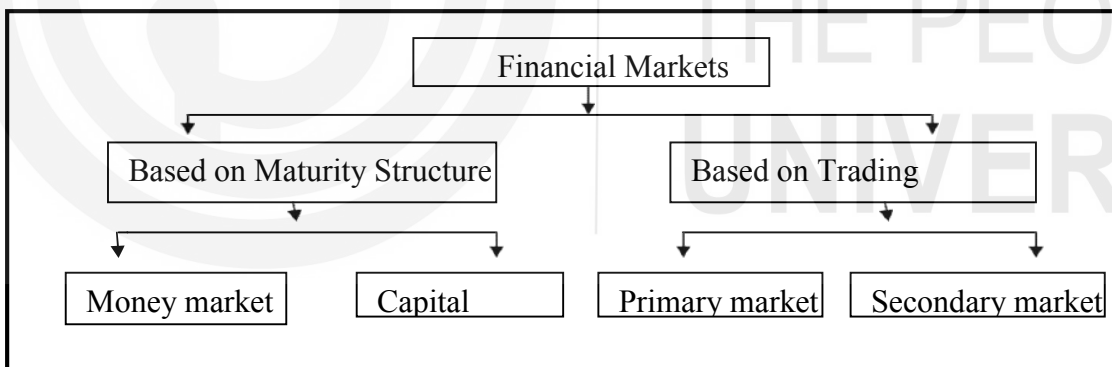 THE PEO
UNIVER
Financial Markets
Based on Maturity Structure
Based on Trading
Money market
Capital
Primary market
Secondary market